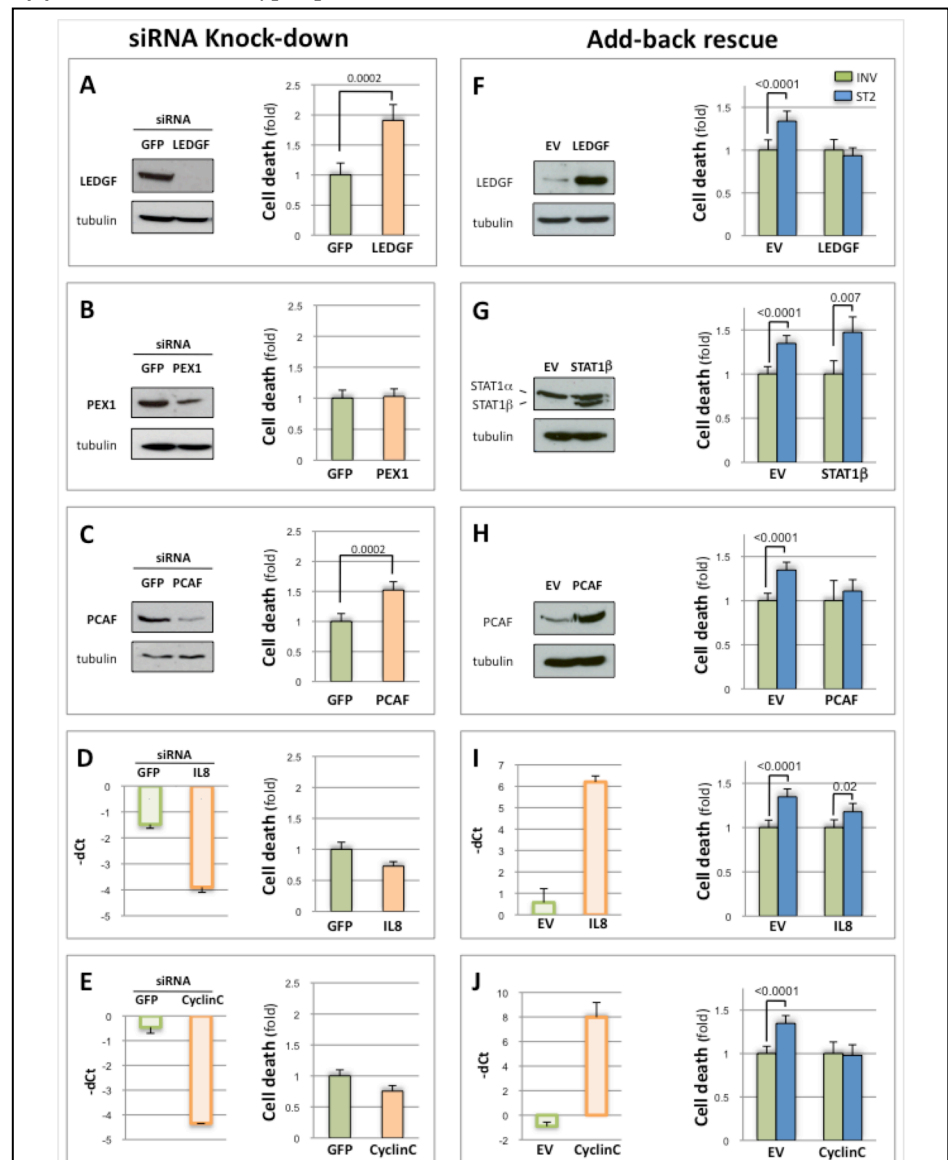 siRNA Knock-down
Add-back rescue
A
siRNA
GFP LEDGF
LEDGF
tubulin
Cell death (fold)
2.5
2
1.5
1
0.5
0
0.0002
GFP LEDGF
F
EV LEDGF
LEDGF
tubulin
Cell death (fold)
1.5
1
0.5
0
<0.0001
INV
ST2
EV LEDGF
B
siRNA
GFP PEX1
PEX1
tubulin
Cell death (fold)
2.5
2
1.5
1
0.5
0
GFP PEX1
G
EV STAT1β
STAT1α
STAT1β
tubulin
Cell death (fold)
1.5
1
0.5
0
<0.0001
0.007
EV STAT1β
C
siRNA
GFP PCAF
PCAF
tubulin
Cell death (fold)
2.5
2
1.5
1
0.5
0
0.0002
GFP PCAF
H
EV PCAF
PCAF
tubulin
Cell death (fold)
1.5
1
0.5
0
<0.0001
EV PCAF
D
siRNA
GFP IL8
-dCt
0
-1
-2
-3
-4
-5
Cell death (fold)
2.5
2
1.5
1
0.5
0
GFP IL8
I
-dCt
7
6
5
4
3
2
1
0
EV IL8
Cell death (fold)
1.5
1
0.5
0
<0.0001
0.02
EV IL8
E
siRNA
GFP CyclinC
-dCt
0
-1
-2
-3
-4
-5
Cell death (fold)
2.5
2
1.5
1
0.5
0
GFP CyclinC
J
-dCt
10
8
6
4
2
0
-2
EV CyclinC
Cell death (fold)
1.5
1
0.5
0
<0.0001
EV CyclinC